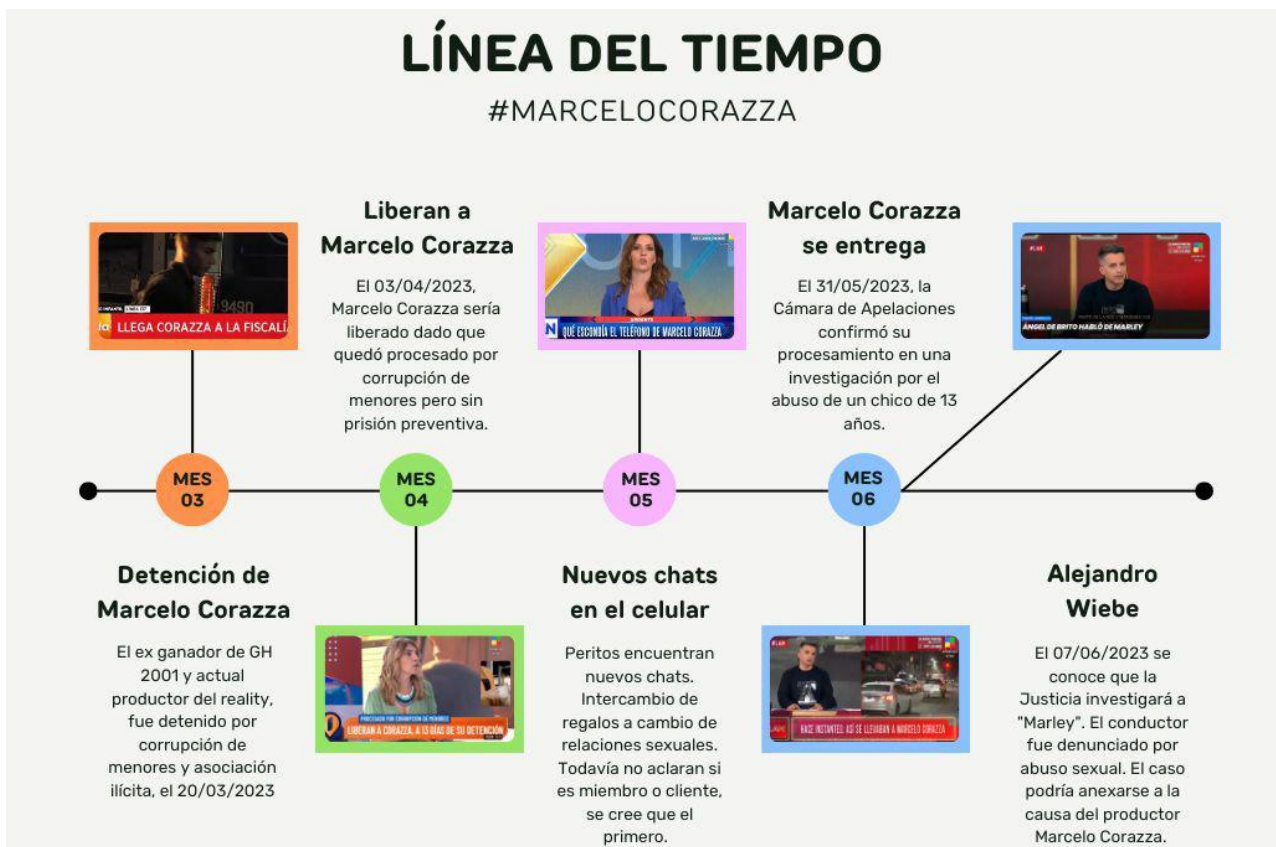 LÍNEA DEL TIEMPO
#MARCELOCORAZZA
LLEGA CORAZZA A LA FISCALÍA
Liberan a
Marcelo Corazza
El 03/04/2023,
Marcelo Corazza sería
liberado dado que
quedó procesado por
corrupción de
menores pero sin
prisión preventiva.
URGENTE
QUÉ ESCONDÍA EL TELÉFONO DE MARCELO CORAZZA
Marcelo Corazza
se entrega
El 31/05/2023, la
Cámara de Apelaciones
confirmó su
procesamiento en una
investigación por el
abuso de un chico de 13
años.
ÁNGEL DE BRITO HABLÓ DE MARLEY
MES
03
MES
04
MES
05
MES
06
Detención de
Marcelo Corazza
El ex ganador de GH
2001 y actual
productor del reality,
fue detenido por
corrupción de
menores y asociación
ilícita, el 20/03/2023
PROCESADO POR CORRUPCIÓN DE MENORES
LIBERAN A CORAZZA, A 13 DÍAS DE SU DETENCIÓN
Nuevos chats
en el celular
Peritos encuentran
nuevos chats.
Intercambio de
regalos a cambio de
relaciones sexuales.
Todavía no aclaran si
es miembro o cliente,
se cree que el
primero.
HACE INSTANTES: ASÍ SE LLEVABAN A MARCELO CORAZZA
Alejandro
Wiebe
El 07/06/2023 se
conoce que la
Justicia investigará a
"Marley". El conductor
fue denunciado por
abuso sexual. El caso
podría anexarse a la
causa del productor
Marcelo Corazza.